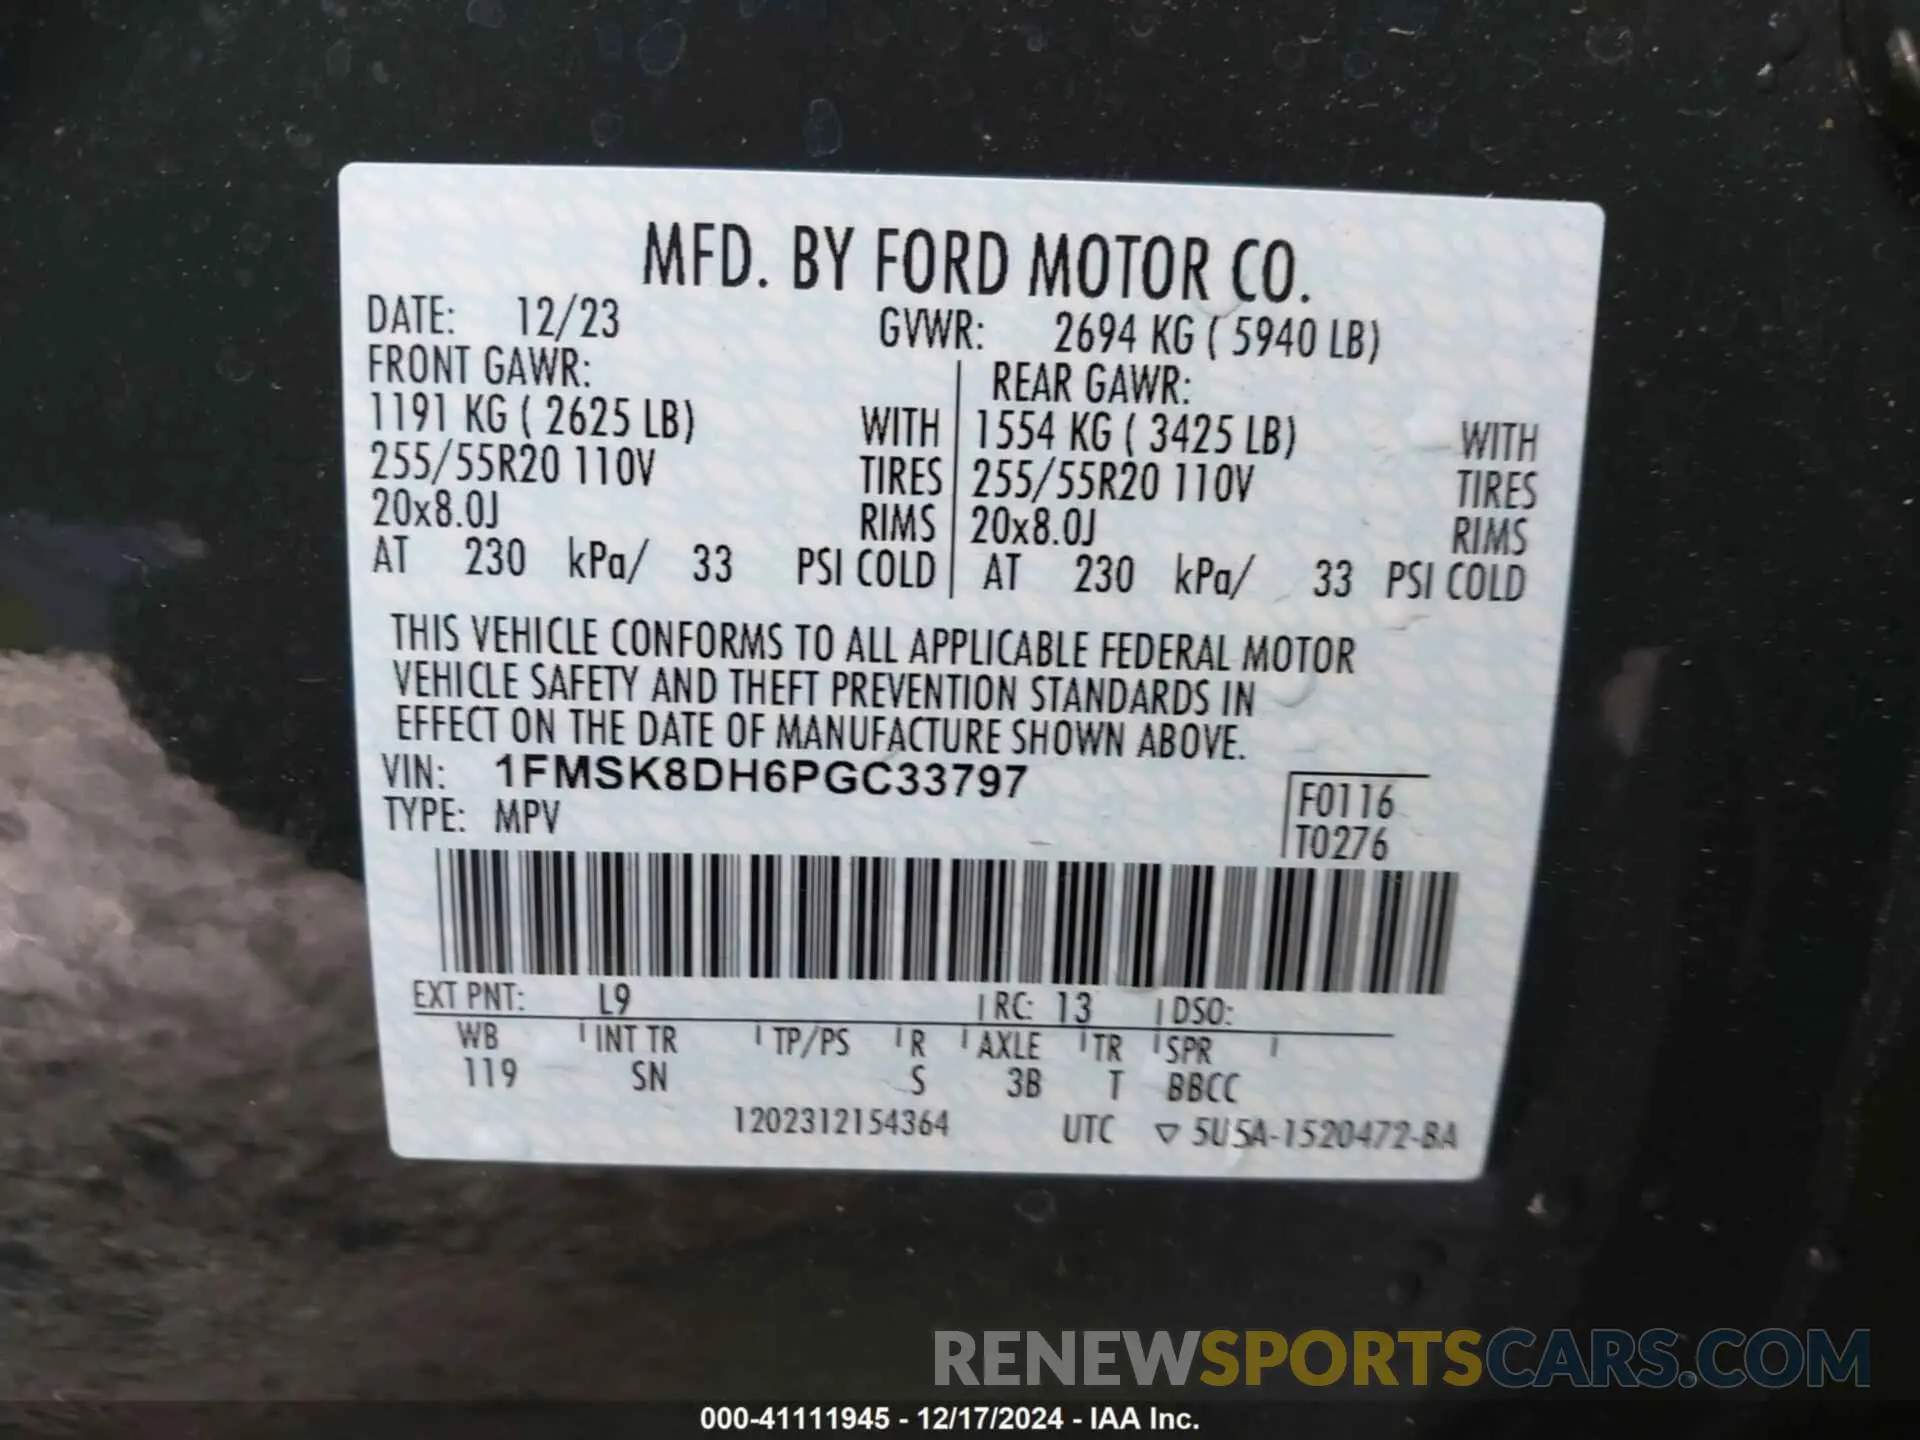 MFD. BY FORD MOTOR CO.
DATE: 12/23 GVWR: 2694 KG ( 5940 LB)
FRONT GAWR: REAR GAWR:
1191 KG ( 2625 LB) WITH 1554 KG ( 3425 LB) WITH
255/55R20 110V TIRES 255/55R20 110V TIRES
20x8.0J RIMS 20x8.0J RIMS
AT 230 kPa/ 33 PSI COLD AT 230 kPa/ 33 PSI COLD
THIS VEHICLE CONFORMS TO ALL APPLICABLE FEDERAL MOTOR
VEHICLE SAFETY AND THEFT PREVENTION STANDARDS IN
EFFECT ON THE DATE OF MANUFACTURE SHOWN ABOVE.
VIN: 1FMSK8DH6PGC33797
F0116
TYPE: MPV
T0276
EXT PNT: L9 RC: 13 DSO:
WB INT TR TP/PS R AXLE TR SPR
119 SN S 3B T BBCC
1202312154364 UTC ▽ 5U5A-1520472-BA
RENEWSPORTSCARS.COM
000-41111945 - 12/17/2024 - IAA Inc.